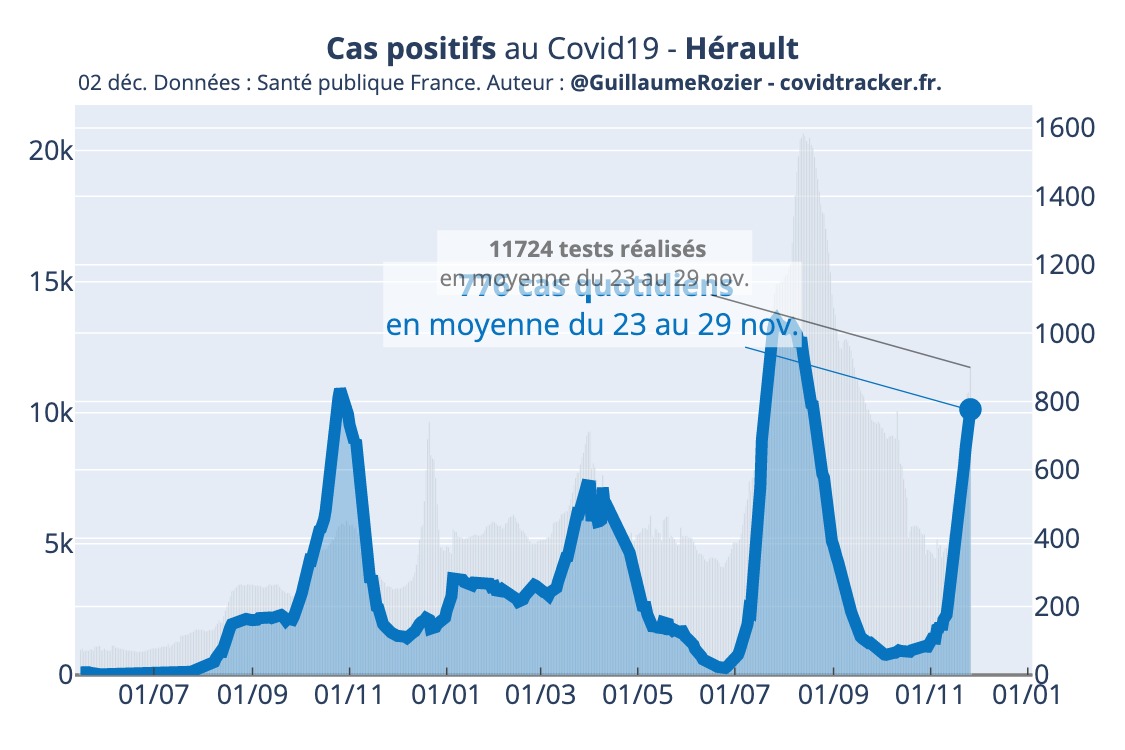 Cas positifs au Covid19 - Hérault
02 déc. Données : Santé publique France. Auteur : @GuillaumeRozier - covidtracker.fr.
1600
20k
1400
11724 tests réalisés
en moyenne du 23 au 29 nov.
1200
15k
776 cas quotidiens
en moyenne du 23 au 29 nov.
1000
10k
800
600
5k
400
200
0
0
01/07
01/09
01/11
01/01
01/03
01/05
01/07
01/09
01/11
01/01